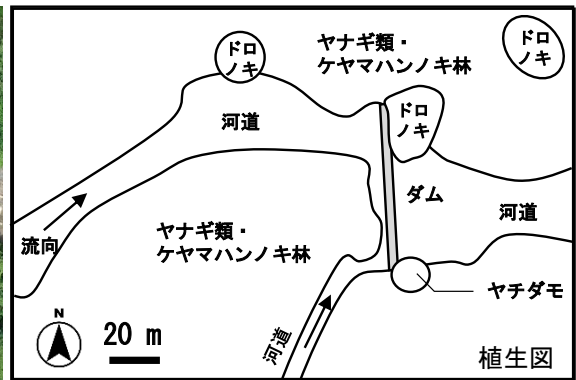 ドロ
ノキ
ヤナギ類・
ケヤマハンノキ林
ドロ
ノキ
河道
ドロ
ノキ
ダム
河道
流向
ヤナギ類・
ケヤマハンノキ林
ヤチダモ
N
20 m
河道
植生図